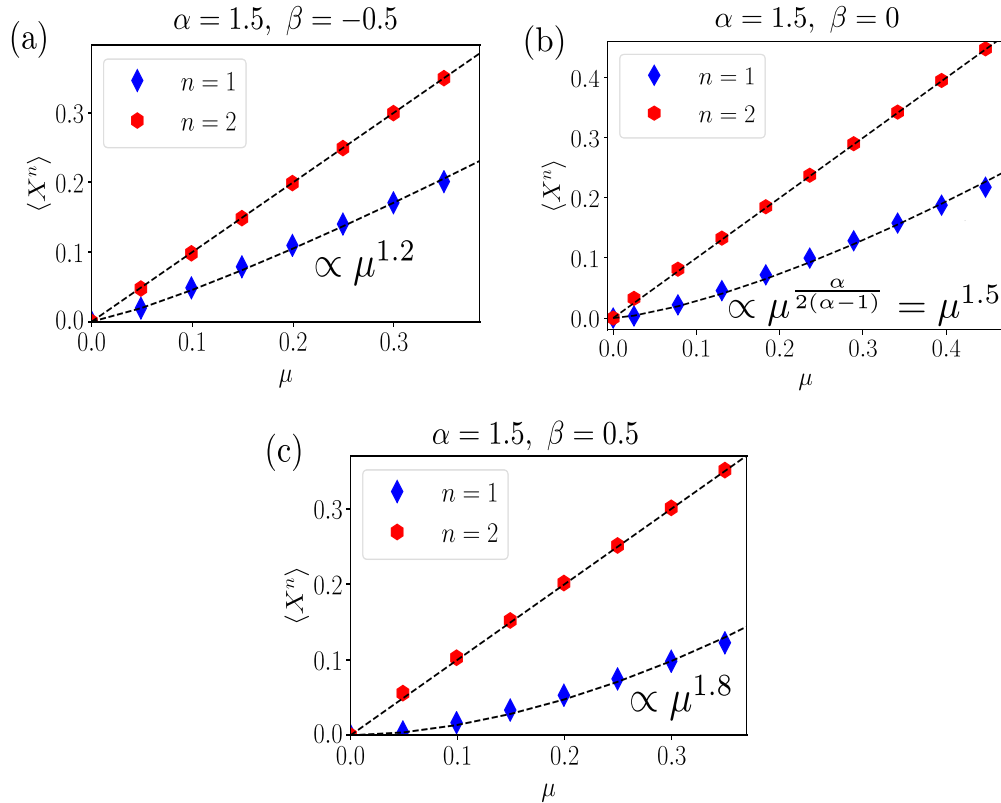 (a)
α = 1.5, β = −0.5
n = 1
n = 2
⟨Xⁿ⟩
0.3
0.2
0.1
0.0
∝ μ^1.2
0.0 0.1 0.2 0.3
μ
(b)
α = 1.5, β = 0
n = 1
n = 2
⟨Xⁿ⟩
0.4
0.3
0.2
0.1
0.0
∝ μ^{α/(2(α−1))} = μ^1.5
0.0 0.1 0.2 0.3 0.4
μ
(c)
α = 1.5, β = 0.5
n = 1
n = 2
⟨Xⁿ⟩
0.3
0.2
0.1
0.0
∝ μ^1.8
0.0 0.1 0.2 0.3
μ